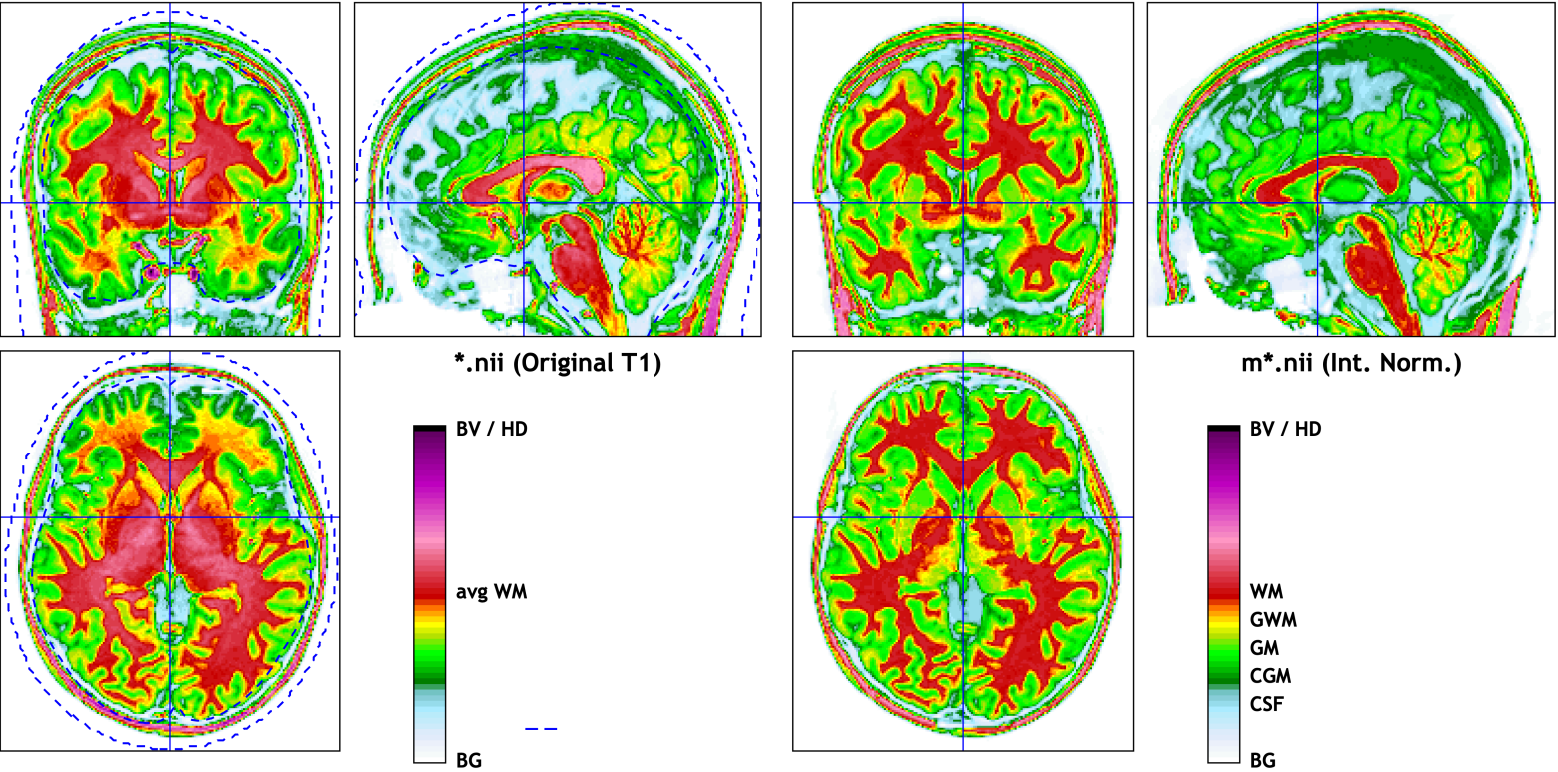 *.nii (Original T1)
BV / HD
avg WM
BG
m*.nii (Int. Norm.)
BV / HD
WM
GWM
GM
CGM
CSF
BG